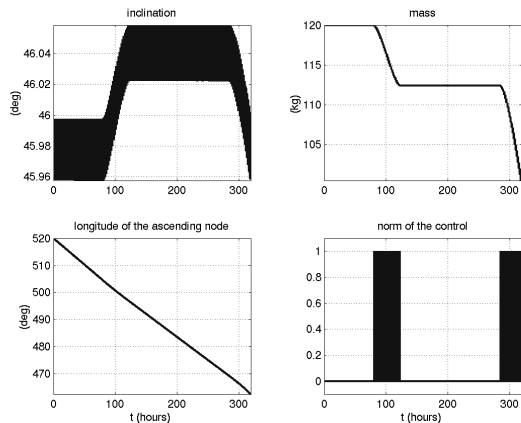 inclination
46.04
46.02
46
45.98
45.96
(deg)
0 100 200 300
mass
120
115
110
105
(kg)
0 100 200 300
longitude of the ascending node
520
510
500
490
480
470
(deg)
0 100 200 300
t (hours)
norm of the control
1
0.8
0.6
0.4
0.2
0
0 100 200 300
t (hours)